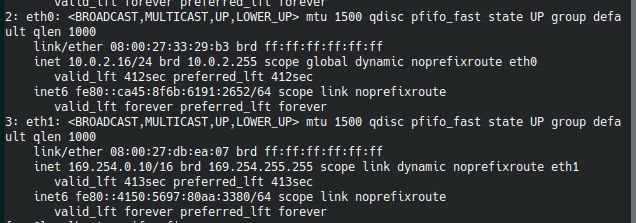 valid_lft forever preferred_lft forever
2: eth0: <BROADCAST,MULTICAST,UP,LOWER_UP> mtu 1500 qdisc pfifo_fast state UP group defa
ult qlen 1000
link/ether 08:00:27:33:29:b3 brd ff:ff:ff:ff:ff:ff
inet 10.0.2.16/24 brd 10.0.2.255 scope global dynamic noprefixroute eth0
valid_lft 412sec preferred_lft 412sec
inet6 fe80::ca45:8f6b:6191:2652/64 scope link noprefixroute
valid_lft forever preferred_lft forever
3: eth1: <BROADCAST,MULTICAST,UP,LOWER_UP> mtu 1500 qdisc pfifo_fast state UP group defa
ult qlen 1000
link/ether 08:00:27:db:ea:07 brd ff:ff:ff:ff:ff:ff
inet 169.254.0.10/16 brd 169.254.255.255 scope link dynamic noprefixroute eth1
valid_lft 413sec preferred_lft 413sec
inet6 fe80::4150:5697:80aa:3380/64 scope link noprefixroute
valid_lft forever preferred_lft forever